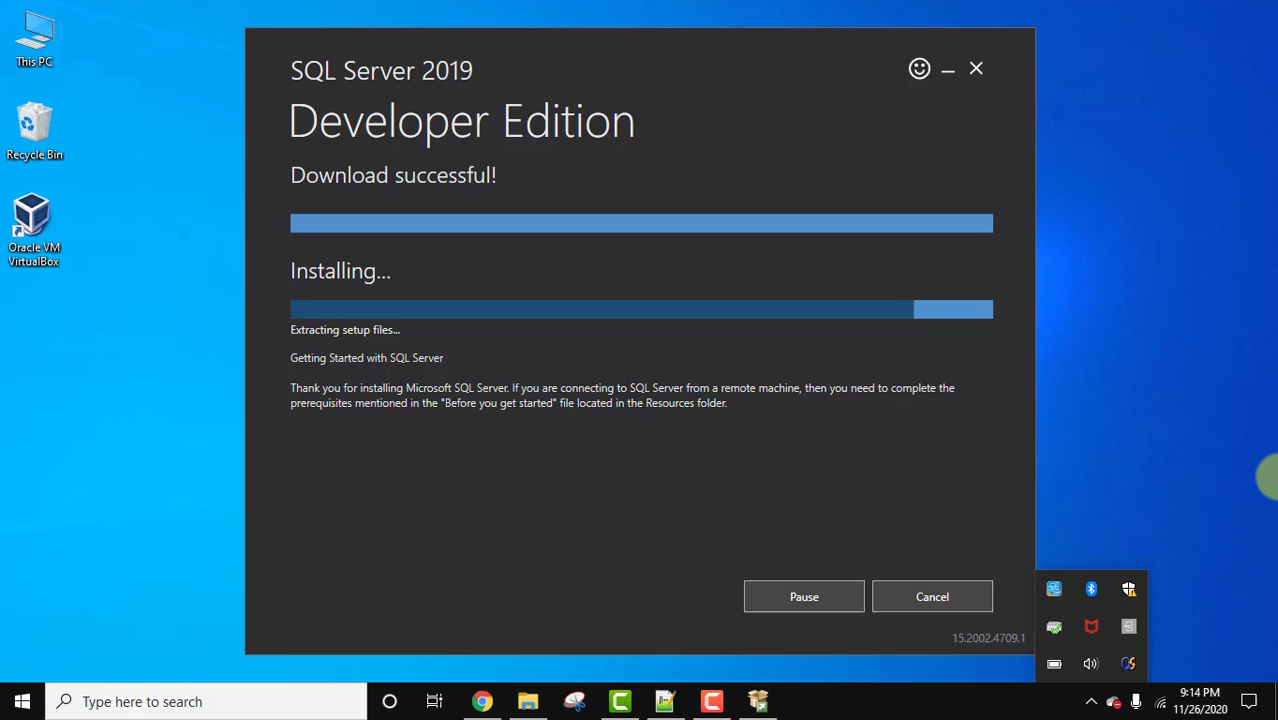 This PC
Recycle Bin
Oracle VM
VirtualBox
SQL Server 2019
Developer Edition
Download successful!
Installing...
Extracting setup files...
Getting Started with SQL Server
Thank you for installing Microsoft SQL Server. If you are connecting to SQL Server from a remote machine, then you need to complete the
prerequisites mentioned in the "Before you get started" file located in the Resources folder.
Pause
Cancel
15.2002.4709.1
Type here to search
9:14 PM
11/26/2020